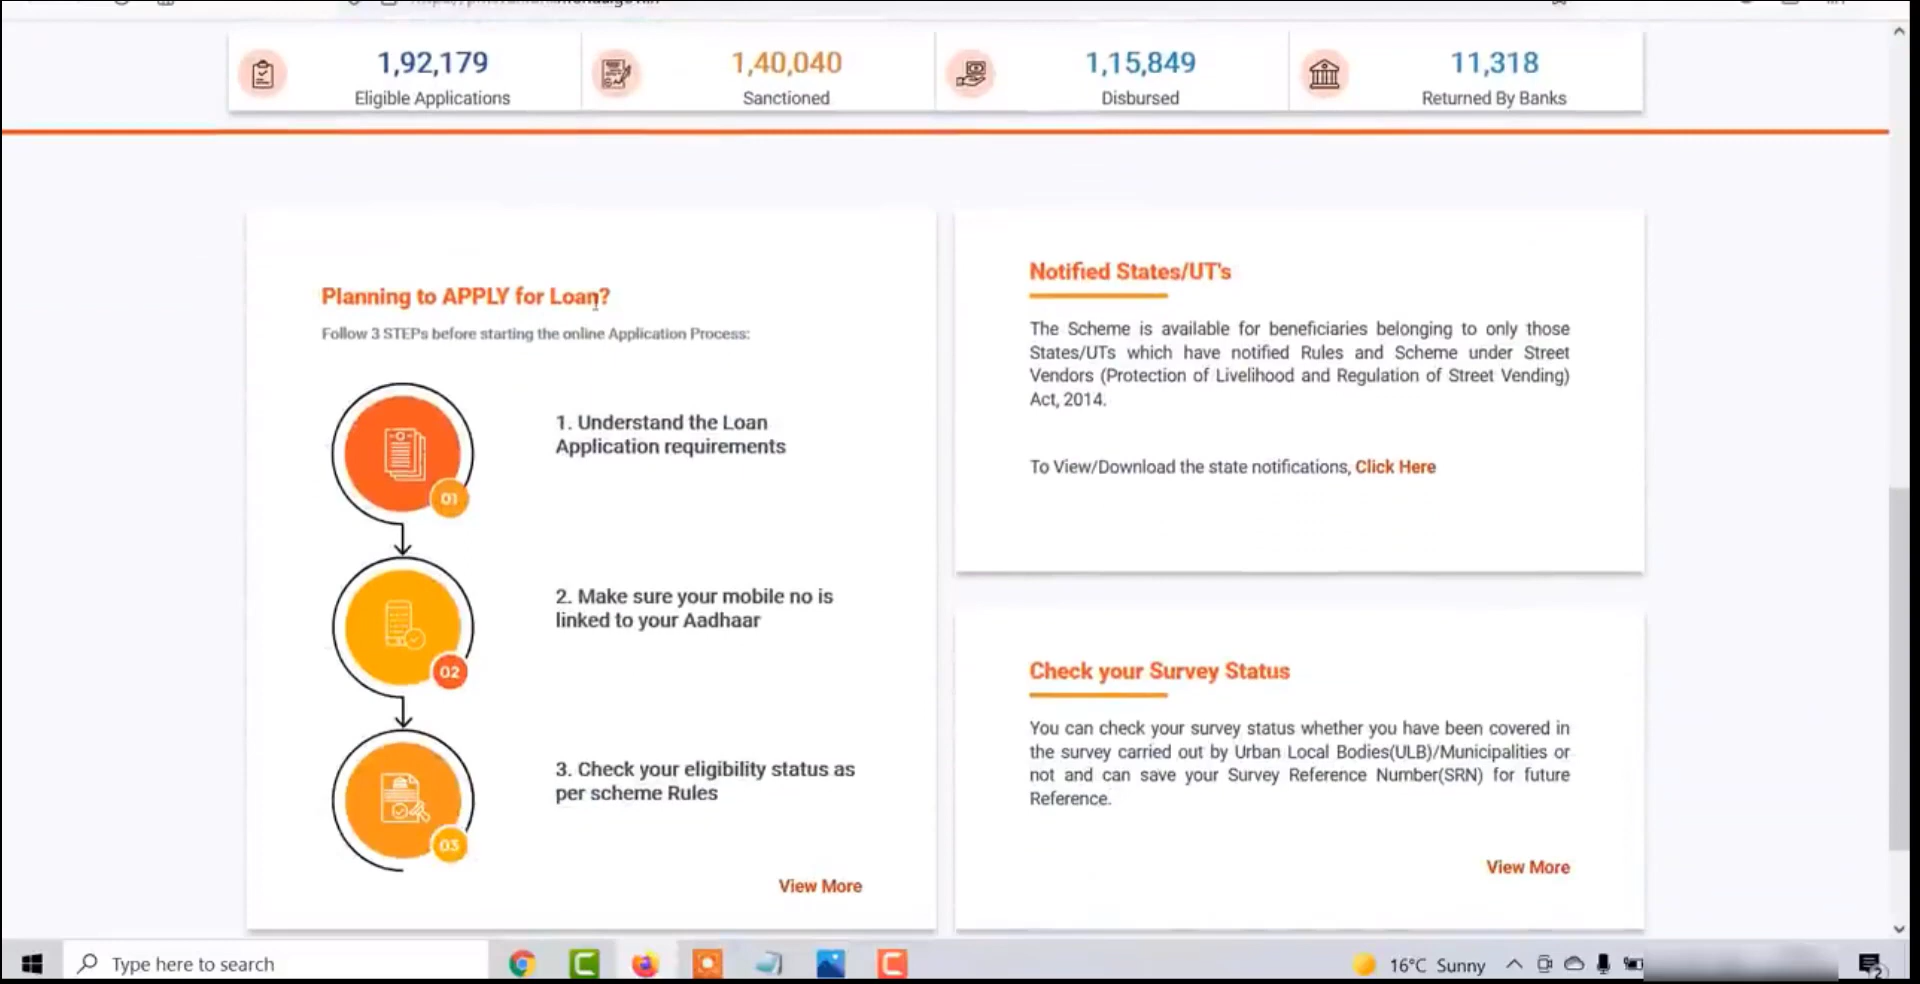 1,92,179
Eligible Applications
1,40,040
Sanctioned
1,15,849
Disbursed
11,318
Returned By Banks
Planning to APPLY for Loan?
Follow 3 STEPs before starting the online Application Process:
01
1. Understand the Loan
Application requirements
02
2. Make sure your mobile no is
linked to your Aadhaar
03
3. Check your eligibility status as
per scheme Rules
View More
Notified States/UT's
The Scheme is available for beneficiaries belonging to only those
States/UTs which have notified Rules and Scheme under Street
Vendors (Protection of Livelihood and Regulation of Street Vending)
Act, 2014.
To View/Download the state notifications, Click Here
Check your Survey Status
You can check your survey status whether you have been covered in
the survey carried out by Urban Local Bodies(ULB)/Municipalities or
not and can save your Survey Reference Number(SRN) for future
Reference.
View More
Type here to search
16°C Sunny
2